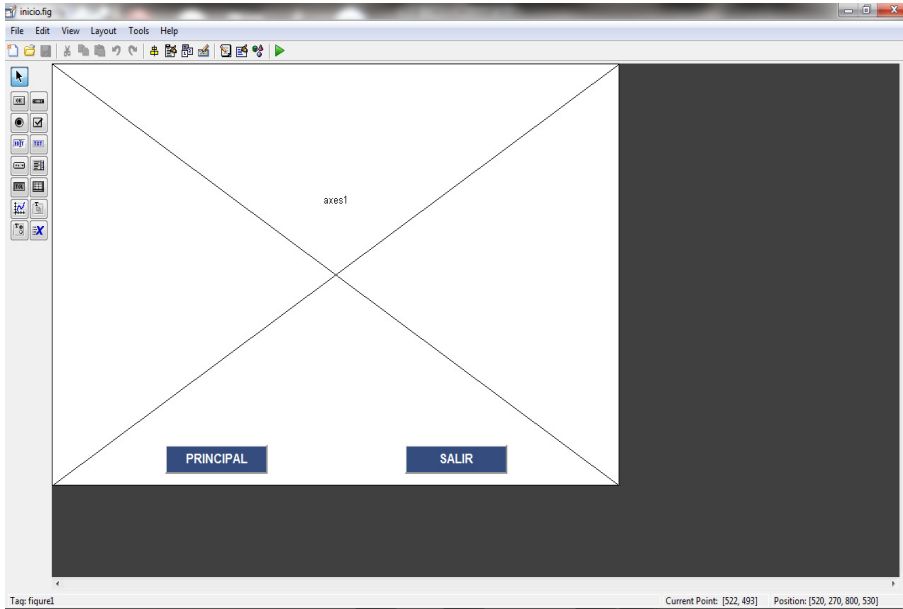 inicio.fig
File Edit View Layout Tools Help
axes1
PRINCIPAL SALIR
Tag: figure1 Current Point: [522, 493] Position: [520, 270, 800, 530]